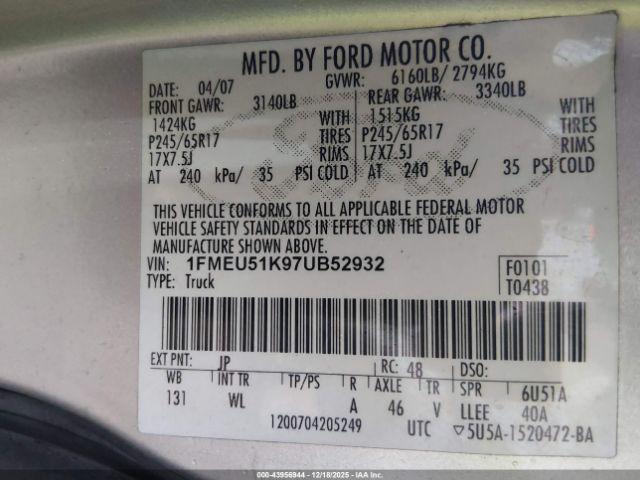 MFD. BY FORD MOTOR CO.
DATE: 04/07 GVWR: 6160LB/ 2794KG
FRONT GAWR: 3140LB REAR GAWR: 3340LB
1424KG WITH 1515KG WITH
P245/65R17 TIRES P245/65R17 TIRES
17X7.5J RIMS 17X7.5J RIMS
AT 240 kPa/ 35 PSI COLD AT 240 kPa/ 35 PSI COLD
Ford
THIS VEHICLE CONFORMS TO ALL APPLICABLE FEDERAL MOTOR
VEHICLE SAFETY STANDARDS IN EFFECT ON THE DATE OF
MANUFACTURE SHOWN ABOVE.
VIN: 1FMEU51K97UB52932 F0101
TYPE: Truck T0438
EXT PNT: JP RC: 48 DSO:
WB INT TR TP/PS R AXLE TR SPR 6U51A
131 WL A 46 V LLEE 40A
1200704205249 UTC ▽5U5A-1520472-BA
000-43956944 - 12/18/2025 - IAAI.com